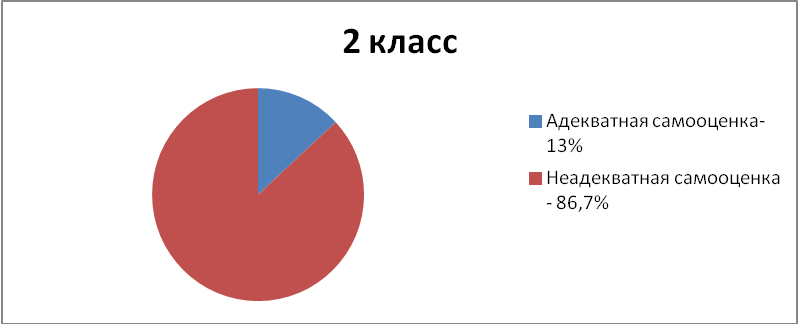 2 класс
Адекватная самооценка-
13%
Неадекватная самооценка
- 86,7%